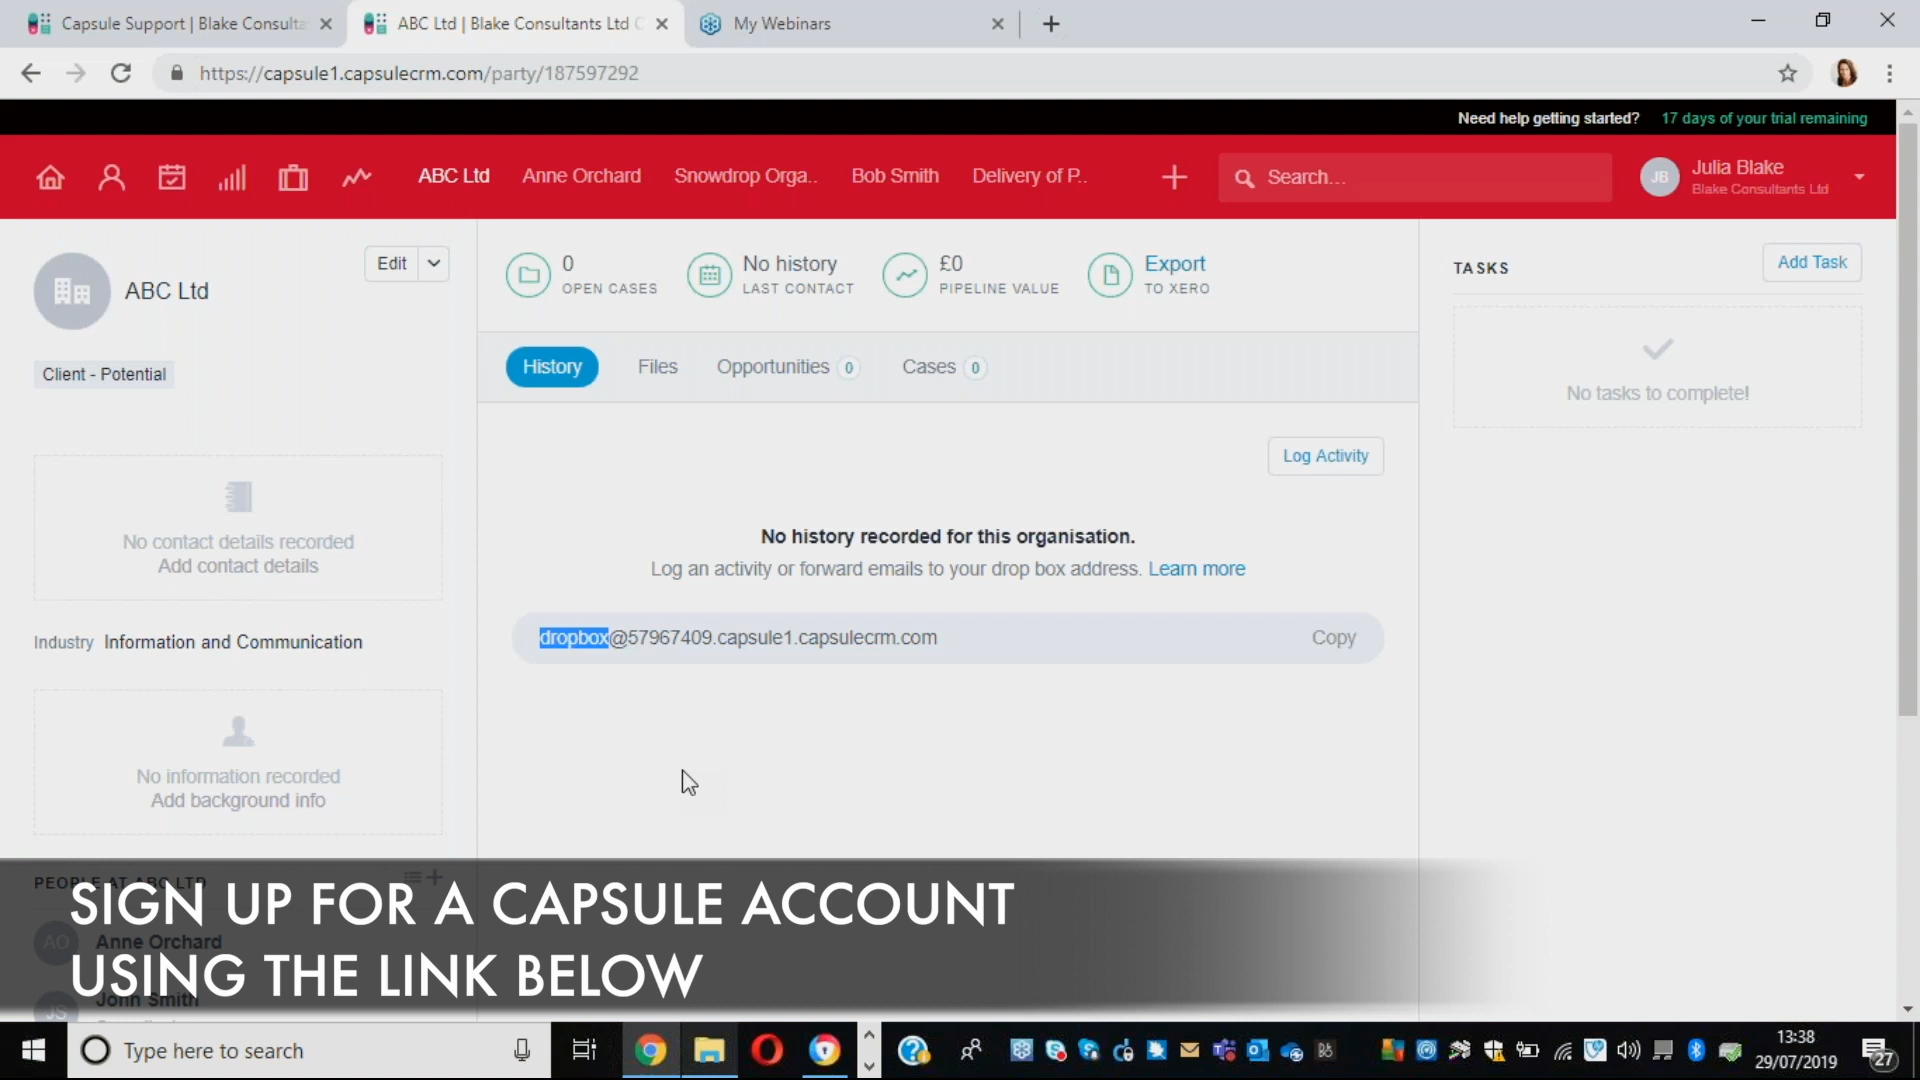 Capsule Support | Blake Consulta
ABC Ltd | Blake Consultants Ltd C
My Webinars
https://capsule1.capsulecrm.com/party/187597292
Need help getting started? 17 days of your trial remaining
ABC Ltd
Anne Orchard
Snowdrop Orga..
Bob Smith
Delivery of P..
Search...
JB
Julia Blake
Blake Consultants Ltd
ABC Ltd
Edit
Client - Potential
No contact details recorded
Add contact details
Industry Information and Communication
No information recorded
Add background info
PEOPLE AT ABC LTD
AO
Anne Orchard
JS
John Smith
0
OPEN CASES
No history
LAST CONTACT
£0
PIPELINE VALUE
Export
TO XERO
History
Files
Opportunities 0
Cases 0
Log Activity
No history recorded for this organisation.
Log an activity or forward emails to your drop box address. Learn more
dropbox@57967409.capsule1.capsulecrm.com
Copy
TASKS
Add Task
No tasks to complete!
SIGN UP FOR A CAPSULE ACCOUNT
USING THE LINK BELOW
Type here to search
13:38
29/07/2019
27